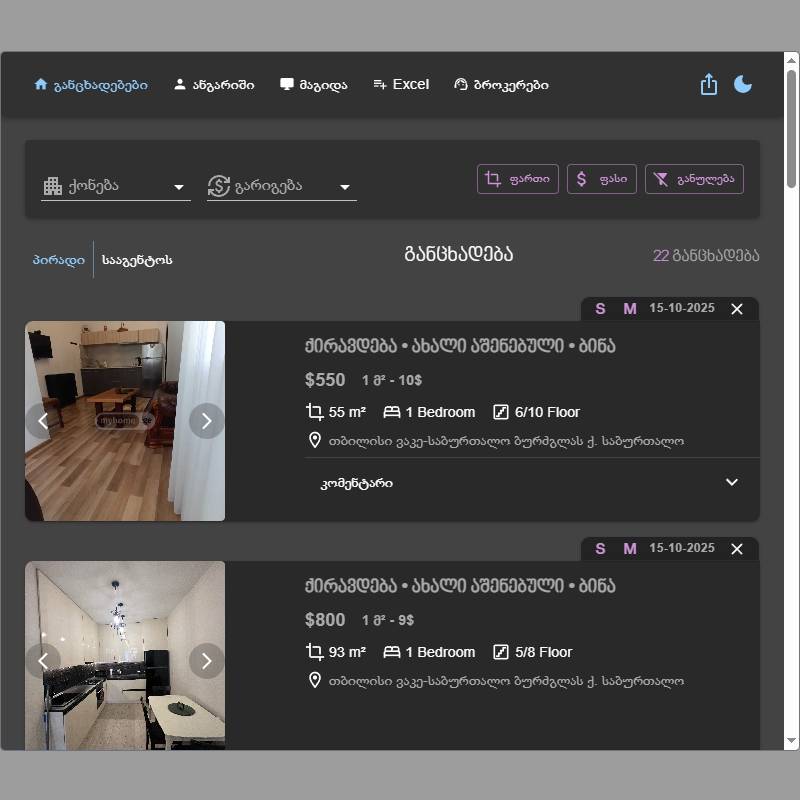 განცხადებები ანგარიში მაგიდა Excel ბროკერები
ქონება გარიგება ფართი ფასი განულება
პირადი სააგენტოს განცხადება 22 განცხადება
S M 15-10-2025
ქირავდება • ახალი აშენებული • ბინა
$550 1 მ² - 10$
55 m² 1 Bedroom 6/10 Floor
თბილისი ვაკე-საბურთალო ბურძგლას ქ. საბურთალო
myhome
კომენტარი
S M 15-10-2025
ქირავდება • ახალი აშენებული • ბინა
$800 1 მ² - 9$
93 m² 1 Bedroom 5/8 Floor
თბილისი ვაკე-საბურთალო ბურძგლას ქ. საბურთალო